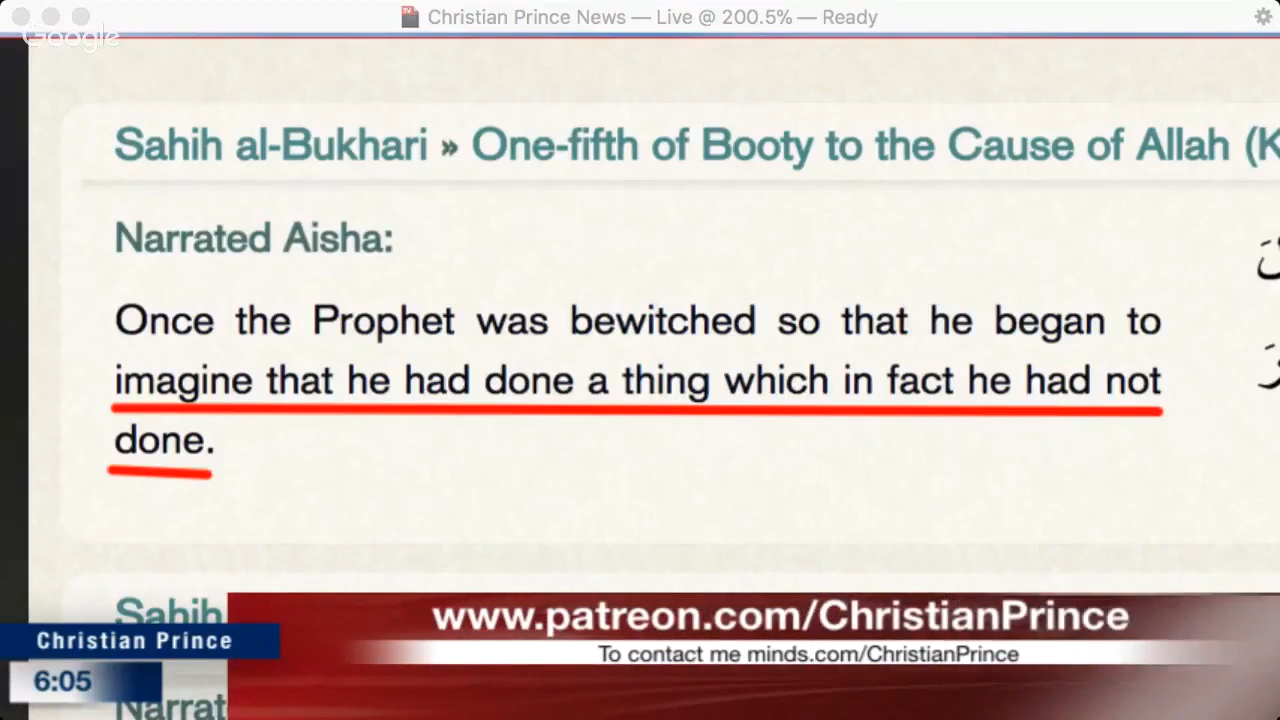 Christian Prince News — Live @ 200.5% — Ready
Google
Sahih al-Bukhari » One-fifth of Booty to the Cause of Allah (K
Narrated Aisha:
Once the Prophet was bewitched so that he began to
imagine that he had done a thing which in fact he had not
done.
Sahih
www.patreon.com/ChristianPrince
Christian Prince
To contact me minds.com/ChristianPrince
6:05
Narrat